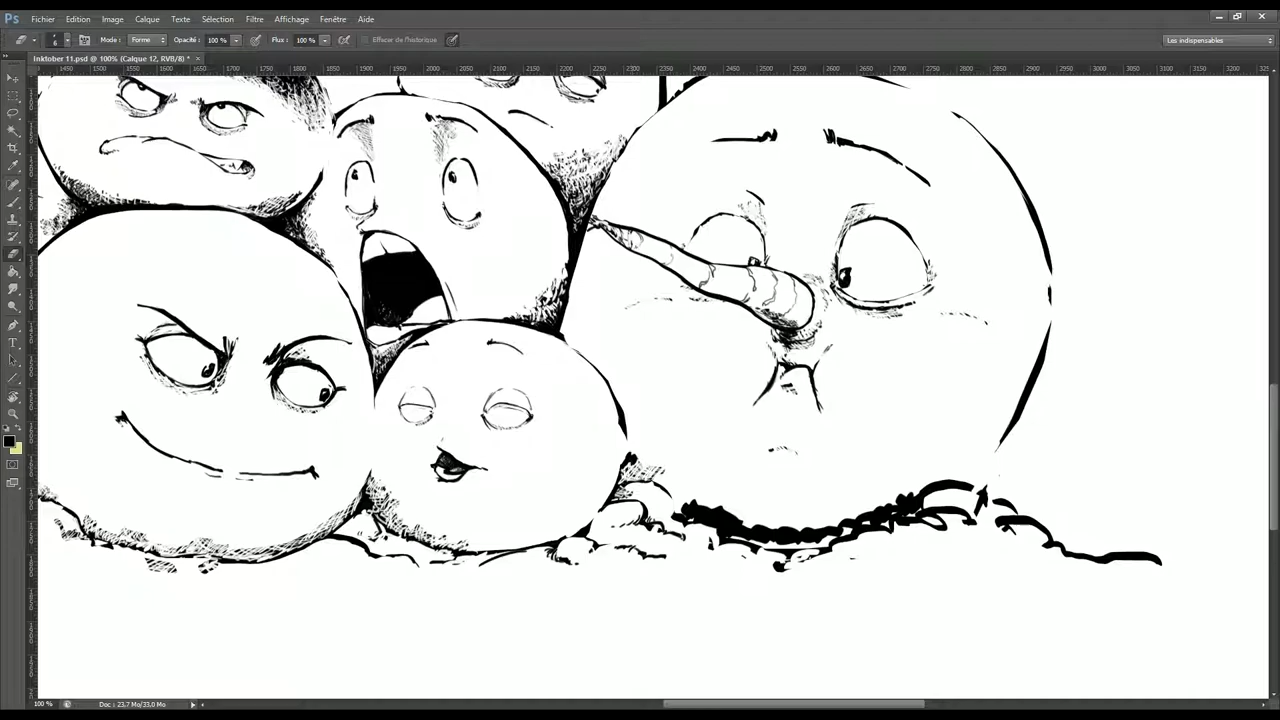 Ps Fichier Edition Image Calque Texte Sélection Filtre Affichage Fenêtre Aide
6 Mode : Forme Opacité : 100 % Flux : 100 % Effacer de l'historique Les indispensables
Inktober 11.psd @ 100% (Calque 12, RVB/8) * ×
1450 1500 1550 1600 1650 1700 1750 1800 1850 1900 1950 2000 2050 2100 2150 2200 2250 2300 2350 2400 2450 2500 2550 2600 2650 2700 2750 2800 2850 2900 2950 3000 3050 3100 3150 3200 325
100 % Doc : 23,7 Mo/33,0 Mo